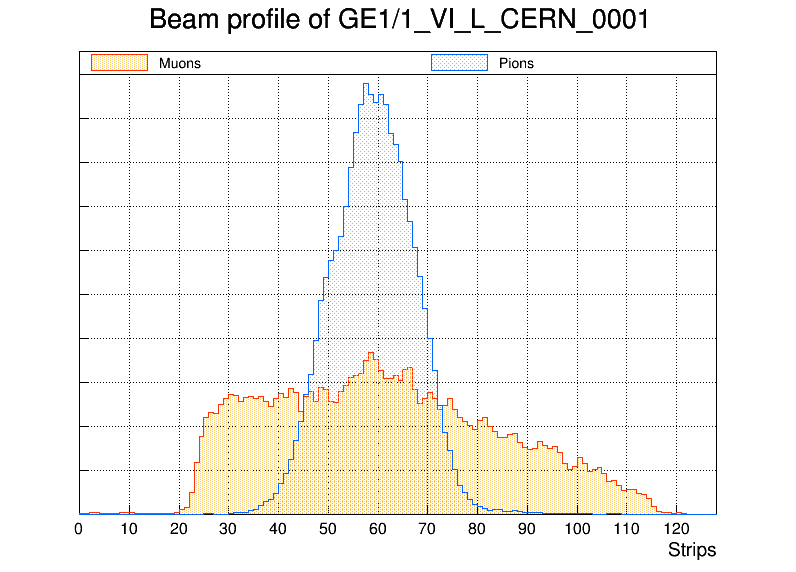 Beam profile of GE1/1_VI_L_CERN_0001
Muons Pions
0 10 20 30 40 50 60 70 80 90 100 110 120
Strips